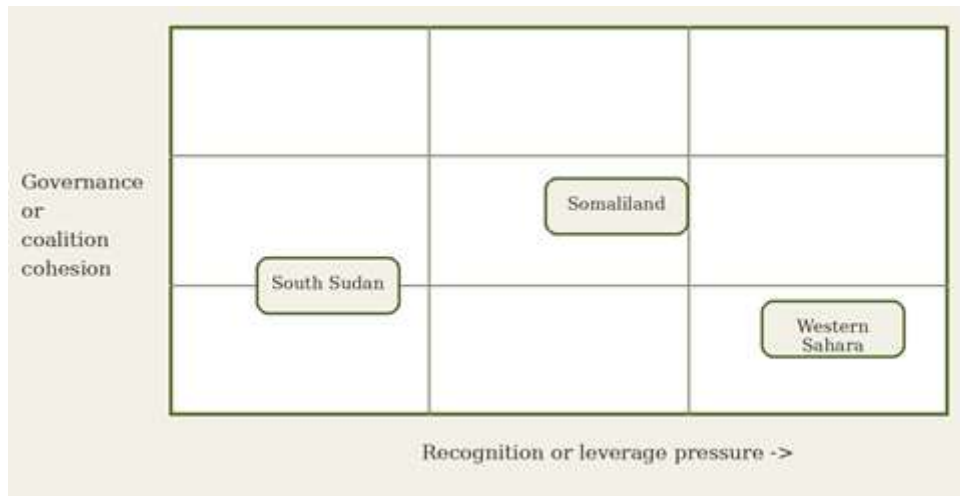 Governance
or
coalition
cohesion
Somaliland
South Sudan
Western
Sahara
Recognition or leverage pressure ->